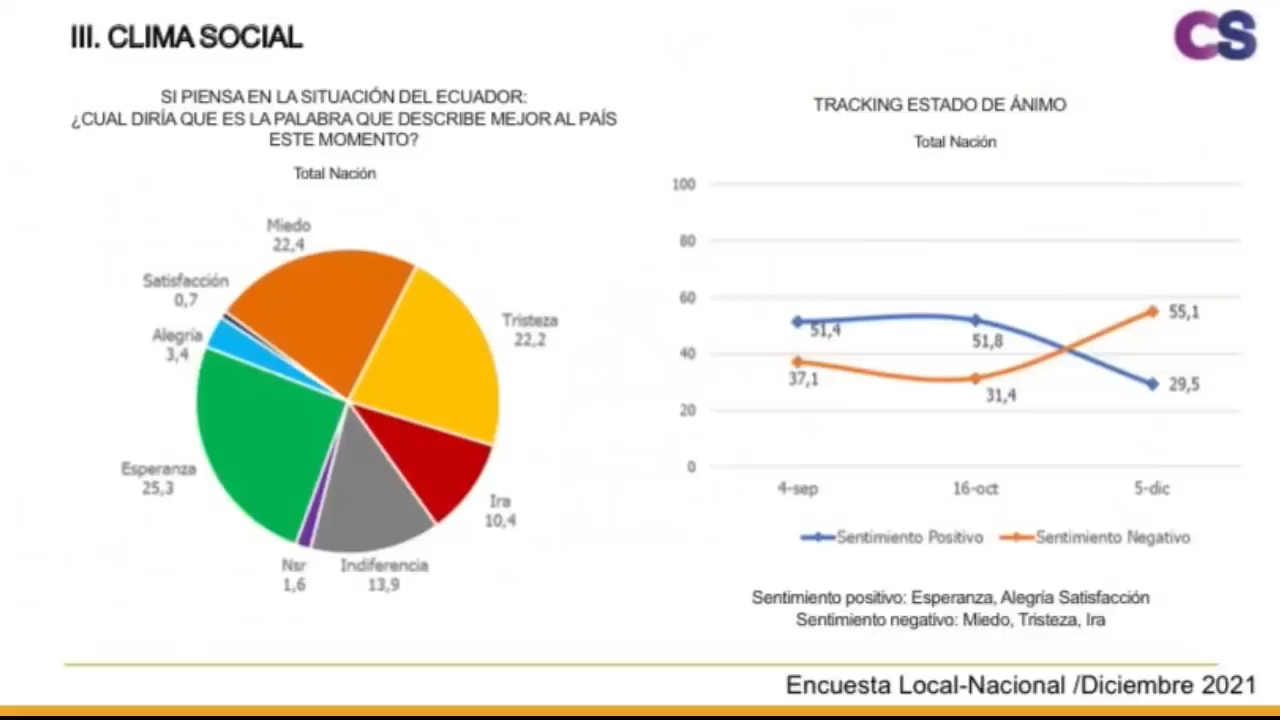 III. CLIMA SOCIAL
CS
SI PIENSA EN LA SITUACIÓN DEL ECUADOR:
¿CUAL DIRÍA QUE ES LA PALABRA QUE DESCRIBE MEJOR AL PAÍS
ESTE MOMENTO?
Total Nación
Miedo
22,4
Satisfacción
0,7
Alegría
3,4
Tristeza
22,2
Esperanza
25,3
Ira
10,4
Nsr
1,6
Indiferencia
13,9
TRACKING ESTADO DE ÁNIMO
Total Nación
100
80
60
40
20
0
51,4
51,8
55,1
37,1
31,4
29,5
4-sep
16-oct
5-dic
Sentimiento Positivo
Sentimiento Negativo
Sentimiento positivo: Esperanza, Alegría Satisfacción
Sentimiento negativo: Miedo, Tristeza, Ira
Encuesta Local-Nacional /Diciembre 2021